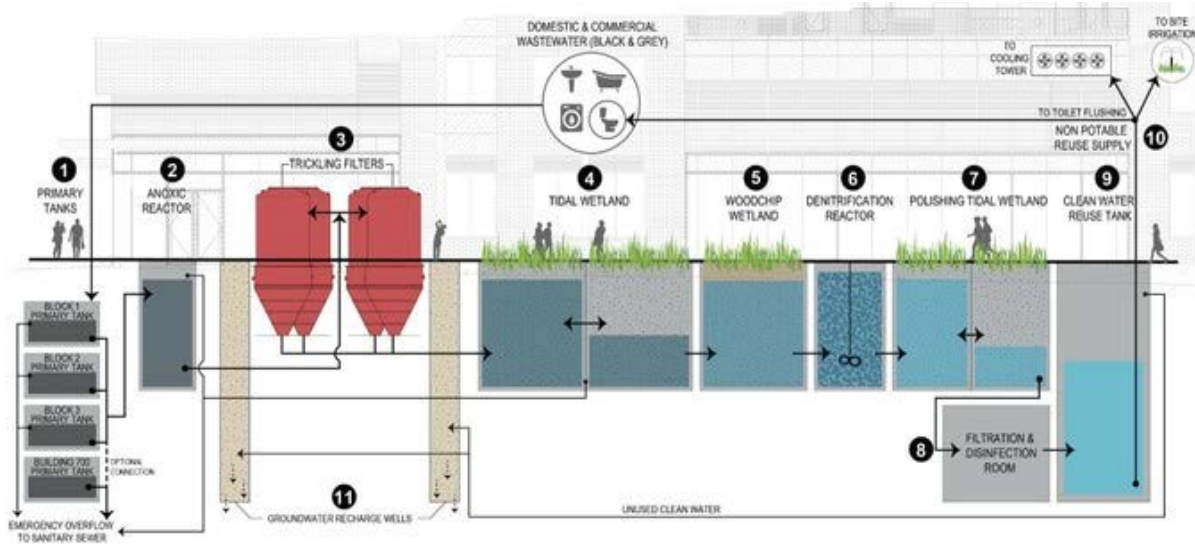 DOMESTIC & COMMERCIAL
WASTEWATER (BLACK & GREY)
TO
COOLING
TOWER
TO SITE
IRRIGATION
TO TOILET FLUSHING
NON POTABLE
REUSE SUPPLY
10
1
PRIMARY
TANKS
2
ANOXIC
REACTOR
3
TRICKLING FILTERS
4
TIDAL WETLAND
5
WOODCHIP
WETLAND
6
DENITRIFICATION
REACTOR
7
POLISHING TIDAL WETLAND
9
CLEAN WATER
REUSE TANK
BLOCK 1
PRIMARY TANK
BLOCK 2
PRIMARY TANK
BLOCK 3
PRIMARY TANK
BUILDING 700
PRIMARY TANK
OPTIONAL
CONNECTION
EMERGENCY OVERFLOW
TO SANITARY SEWER
11
GROUNDWATER RECHARGE WELLS
8
FILTRATION &
DISINFECTION
ROOM
UNUSED CLEAN WATER